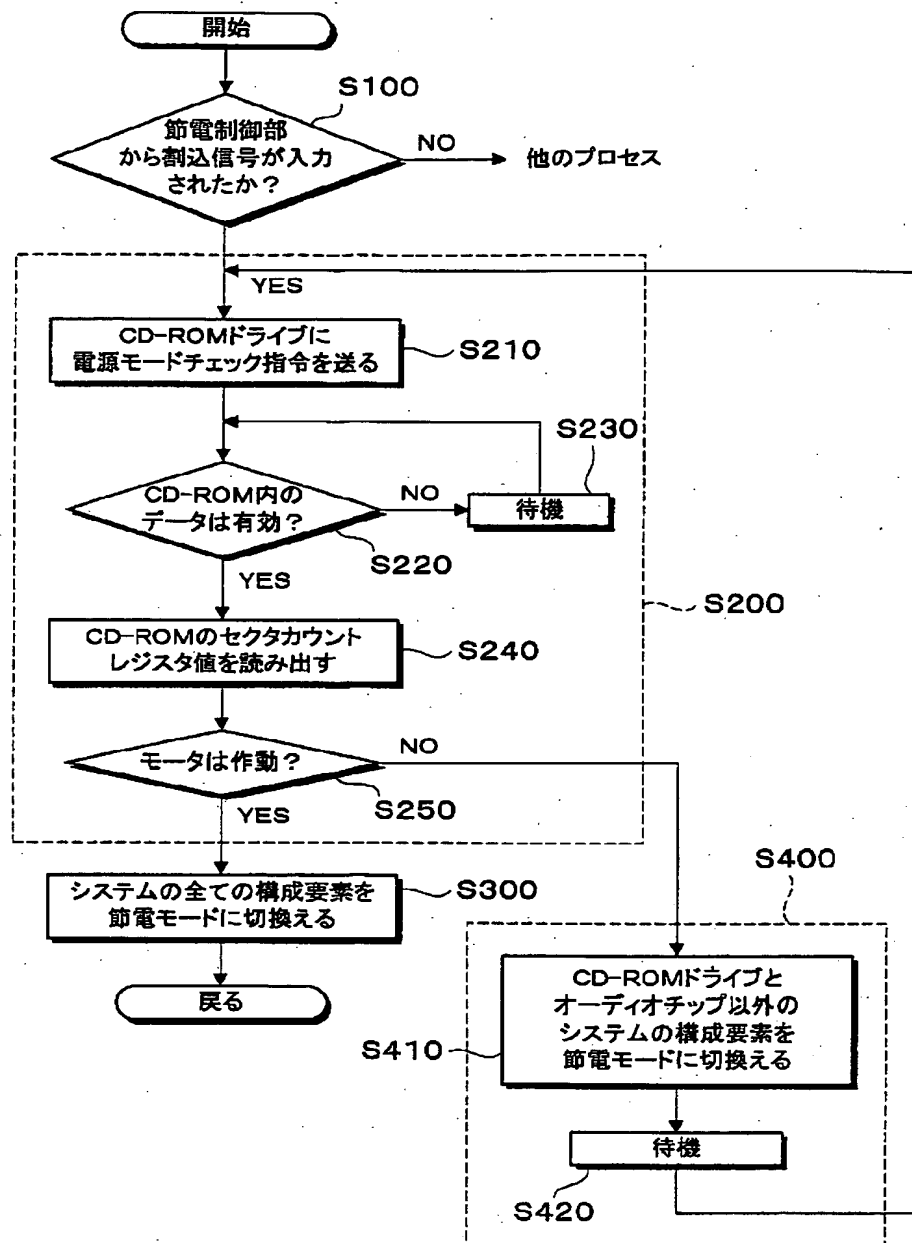 開始
S100
節電制御部
から割込信号が入力
されたか？
NO
他のプロセス
YES
CD-ROMドライブに
電源モードチェック指令を送る
S210
S230
CD-ROM内の
データは有効？
NO
待機
S220
YES
S200
CD-ROMのセクタカウント
レジスタ値を読み出す
S240
モータは作動？
NO
S250
YES
S400
システムの全ての構成要素を
節電モードに切換える
S300
戻る
CD-ROMドライブと
オーディオチップ以外の
システムの構成要素を
節電モードに切換える
S410
待機
S420